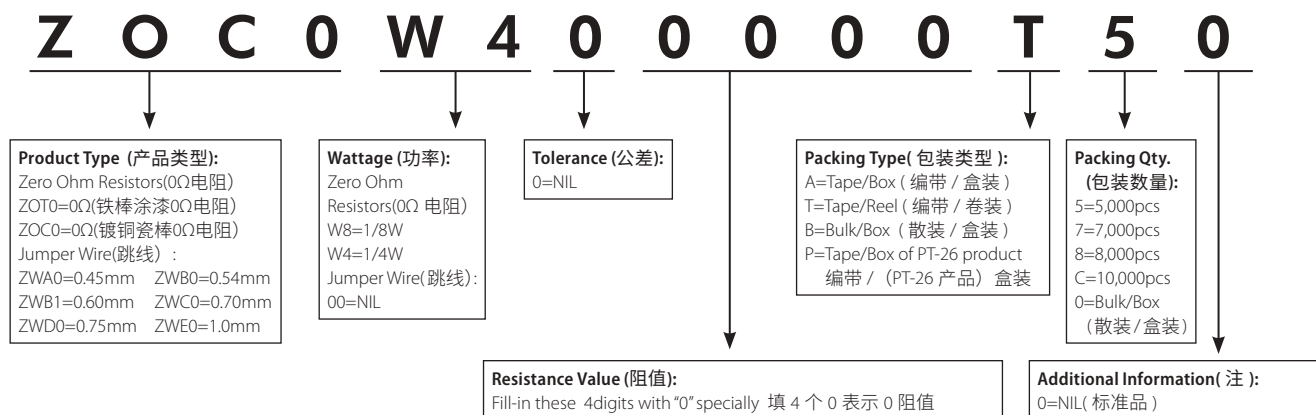 Z O C 0 W 4 0 0 0 0 0 T 5 0
Product Type (产品类型):
Zero Ohm Resistors(0Ω电阻)
ZOT0=0Ω(铁棒涂漆0Ω电阻)
ZOC0=0Ω(镀铜瓷棒0Ω电阻)
Jumper Wire(跳线):
ZWA0=0.45mm ZWB0=0.54mm
ZWB1=0.60mm ZWC0=0.70mm
ZWD0=0.75mm ZWE0=1.0mm
Wattage (功率):
Zero Ohm
Resistors(0Ω 电阻)
W8=1/8W
W4=1/4W
Jumper Wire(跳线):
00=NIL
Tolerance (公差):
0=NIL
Packing Type( 包装类型 ):
A=Tape/Box ( 编带 / 盒装 )
T=Tape/Reel ( 编带 / 卷装 )
B=Bulk/Box ( 散装 / 盒装 )
P=Tape/Box of PT-26 product
编带 / (PT-26 产品) 盒装
Packing Qty.
(包装数量):
5=5,000pcs
7=7,000pcs
8=8,000pcs
C=10,000pcs
0=Bulk/Box
(散装 / 盒装)
Resistance Value (阻值):
Fill-in these 4digits with “0” specially 填 4 个 0 表示 0 阻值
Additional Information( 注 ):
0=NIL( 标准品 )